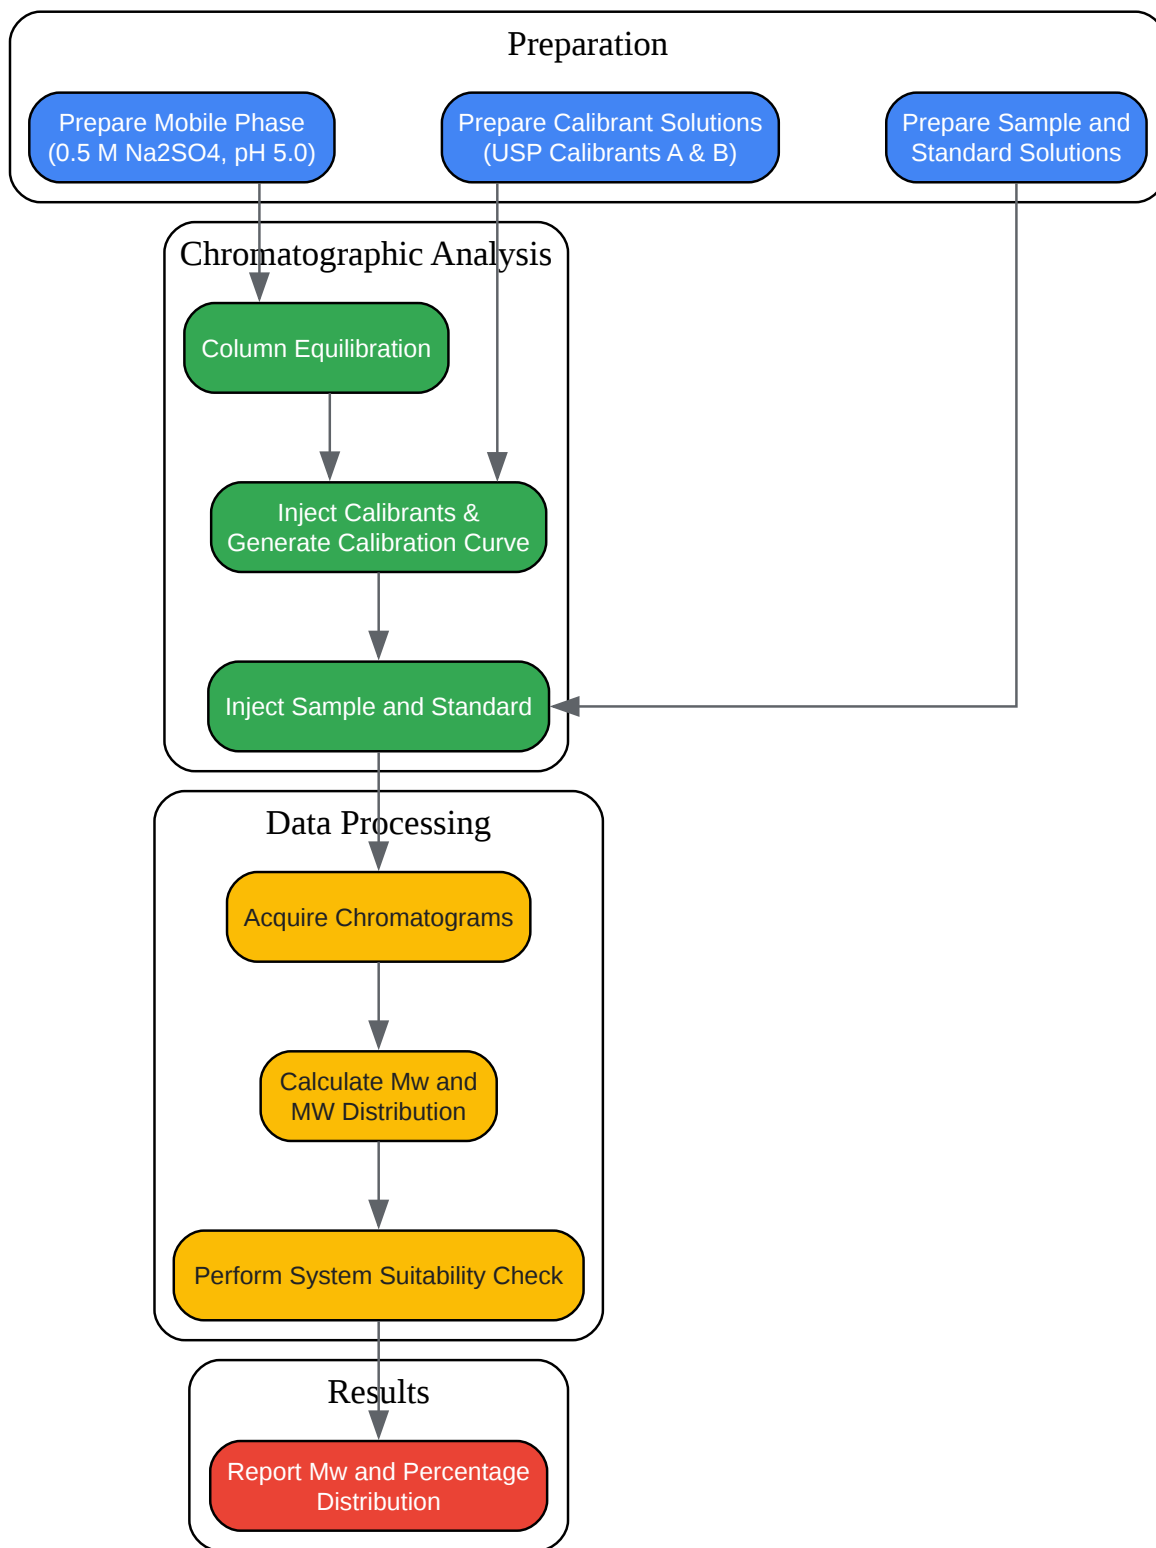 Preparation
Prepare Mobile Phase
(0.5 M Na2SO4, pH 5.0)
Prepare Calibrant Solutions
(USP Calibrants A & B)
Prepare Sample and
Standard Solutions
Chromatographic Analysis
Column Equilibration
Inject Calibrants &
Generate Calibration Curve
Inject Sample and Standard
Data Processing
Acquire Chromatograms
Calculate Mw and
MW Distribution
Perform System Suitability Check
Results
Report Mw and Percentage
Distribution